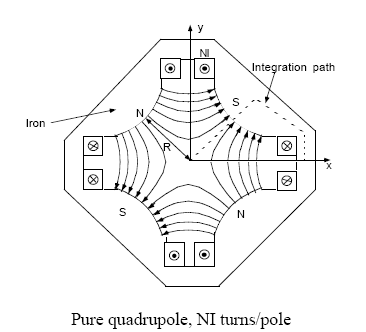 y
NI
Integration path
N
S
Iron
R
x
S
N
Pure quadrupole, NI turns/pole